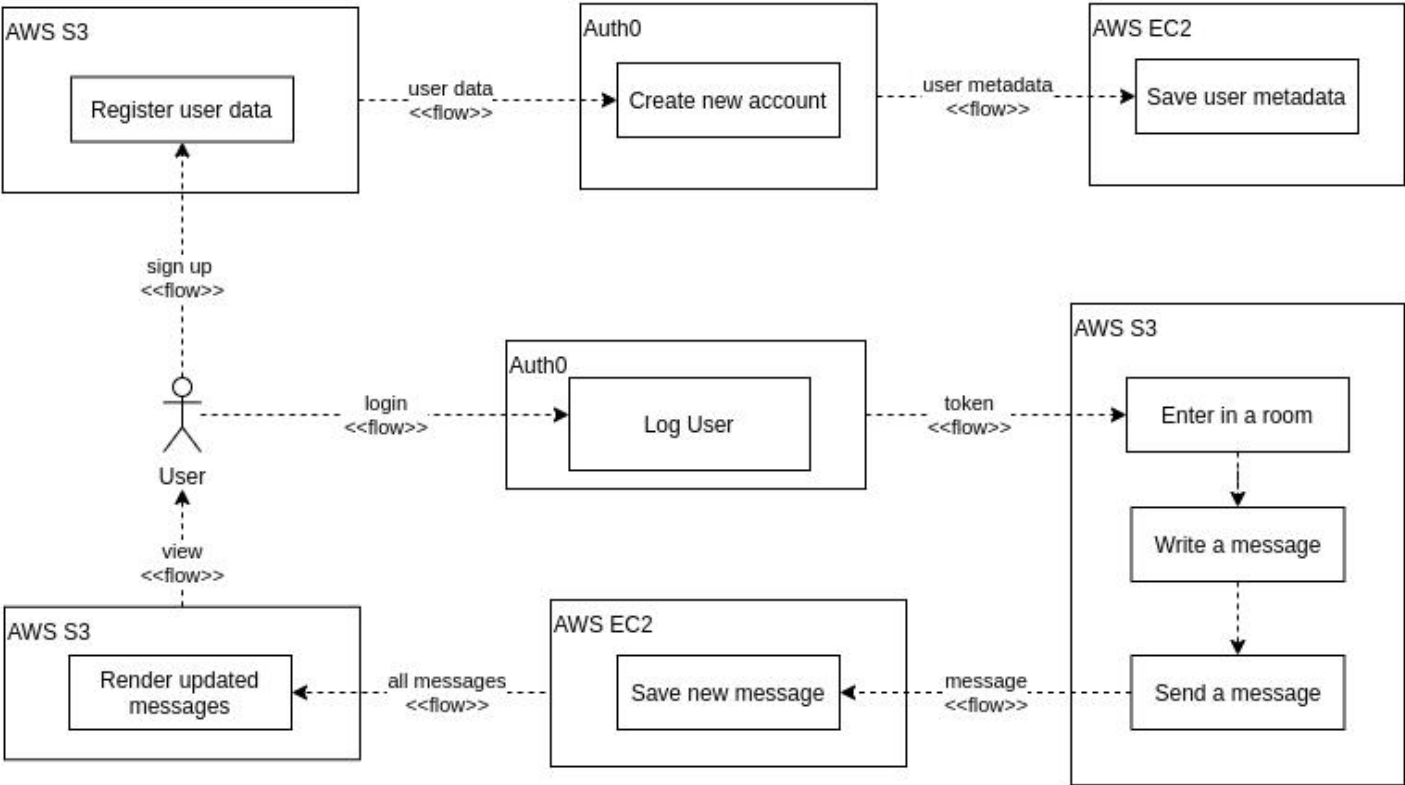 AWS S3
Register user data
user data
<<flow>>
Auth0
Create new account
user metadata
<<flow>>
AWS EC2
Save user metadata
sign up
<<flow>>
User
login
<<flow>>
Auth0
Log User
token
<<flow>>
AWS S3
Enter in a room
Write a message
Send a message
message
<<flow>>
AWS EC2
Save new message
all messages
<<flow>>
AWS S3
Render updated
messages
view
<<flow>>